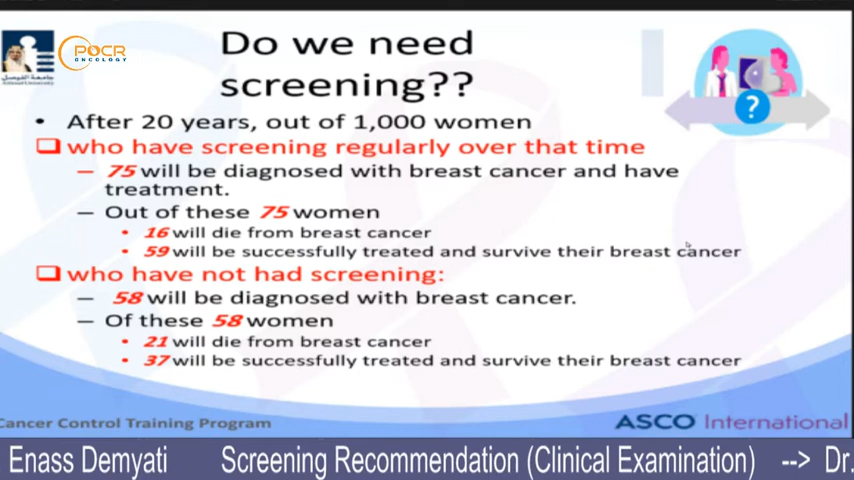 POCR
ONCOLOGY
جامعة الفيصل
Alfaisal University
Do we need
screening??
?
• After 20 years, out of 1,000 women
❑ who have screening regularly over that time
– 75 will be diagnosed with breast cancer and have
treatment.
– Out of these 75 women
• 16 will die from breast cancer
• 59 will be successfully treated and survive their breast cancer
❑ who have not had screening:
– 58 will be diagnosed with breast cancer.
– Of these 58 women
• 21 will die from breast cancer
• 37 will be successfully treated and survive their breast cancer
Cancer Control Training Program
ASCO International
Enass Demyati Screening Recommendation (Clinical Examination) --> Dr.